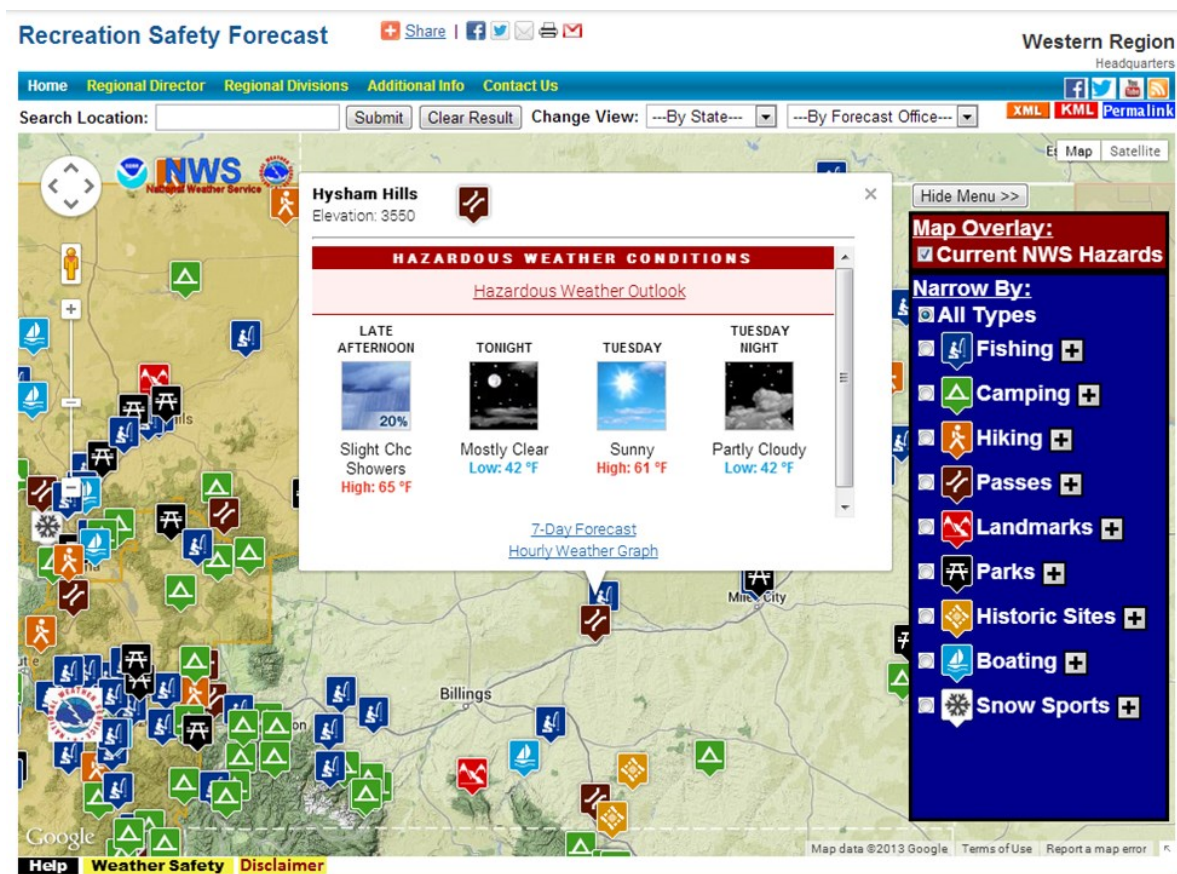 Recreation Safety Forecast
Share |
Western Region
Headquarters
Home Regional Director Regional Divisions Additional Info Contact Us
Search Location: Submit Clear Result Change View: ---By State--- ---By Forecast Office---
XML KML Permalink
NWS
National Weather Service
Map Satellite
Hysham Hills
Elevation: 3550
HAZARDOUS WEATHER CONDITIONS
Hazardous Weather Outlook
LATE AFTERNOON
20%
Slight Chc Showers
High: 65 °F
TONIGHT
Mostly Clear
Low: 42 °F
TUESDAY
Sunny
High: 61 °F
TUESDAY NIGHT
Partly Cloudy
Low: 42 °F
7-Day Forecast
Hourly Weather Graph
Hide Menu >>
Map Overlay:
Current NWS Hazards
Narrow By:
All Types
Fishing
Camping
Hiking
Passes
Landmarks
Parks
Historic Sites
Boating
Snow Sports
Miles City
Billings
Google
Map data ©2013 Google Terms of Use Report a map error
Help Weather Safety Disclaimer